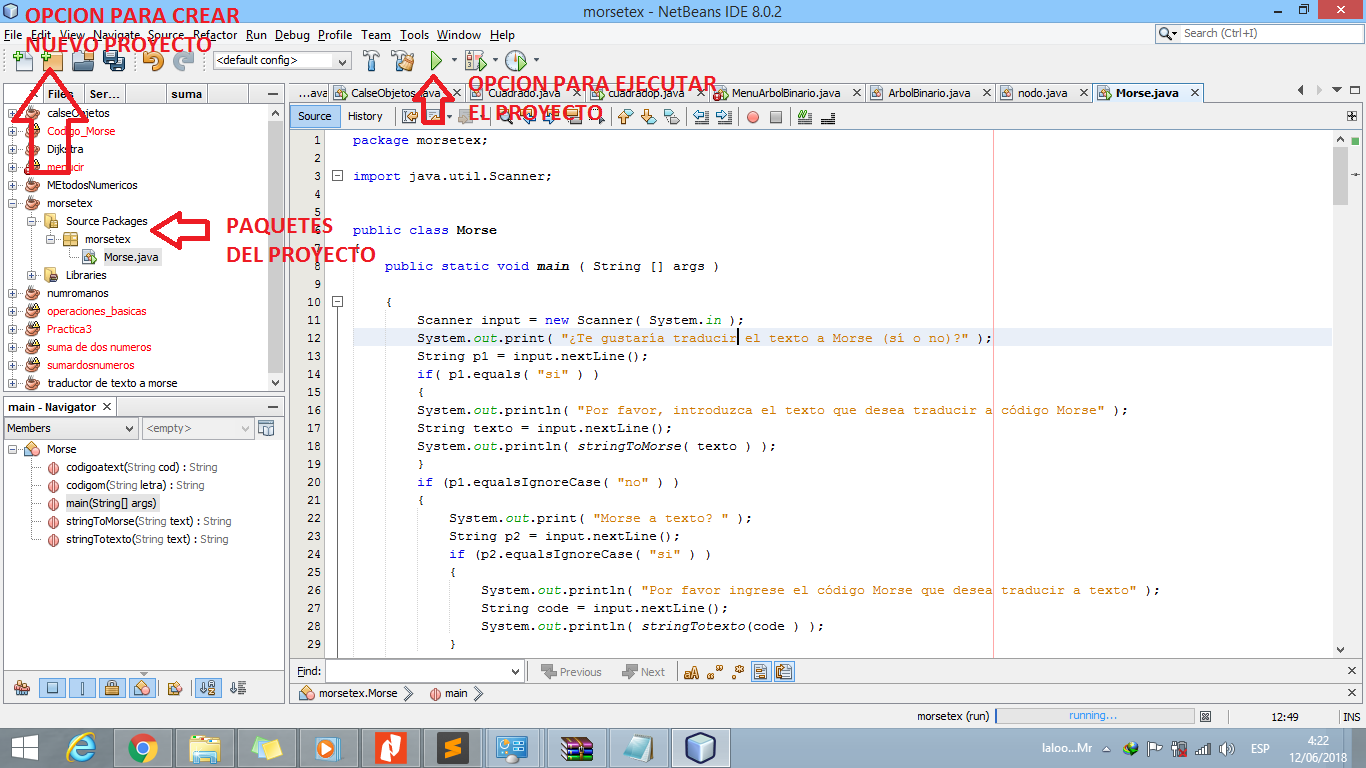 morsetex - NetBeans IDE 8.0.2
OPCION PARA CREAR
NUEVO PROYECTO
File Edit View Navigate Source Refactor Run Debug Profile Team Tools Window Help
Search (Ctrl+I)
<default config>
OPCION PARA EJECUTAR
EL PROYECTO
Files Ser... suma
...ava CalseObjetos.java Cuadrado.java cuadradop.java MenuArbolBinario.java ArbolBinario.java nodo.java Morse.java
Source History
calseObjetos
Codigo_Morse
Dijkstra
menucir
MEtodosNumericos
morsetex
Source Packages
morsetex
Morse.java
Libraries
numromanos
operaciones_basicas
Practica3
suma de dos numeros
sumardosnumeros
traductor de texto a morse
PAQUETES
DEL PROYECTO
main - Navigator
Members <empty>
Morse
codigoatext(String cod) : String
codigom(String letra) : String
main(String[] args)
stringToMorse(String text) : String
stringTotexto(String text) : String
1 package morsetex;
2
3 import java.util.Scanner;
4
5
6 public class Morse
7 {
8 public static void main ( String [] args )
9
10 {
11 Scanner input = new Scanner( System.in );
12 System.out.print( "¿Te gustaría traducir el texto a Morse (sí o no)?" );
13 String p1 = input.nextLine();
14 if( p1.equals( "si" ) )
15 {
16 System.out.println( "Por favor, introduzca el texto que desea traducir a código Morse" );
17 String texto = input.nextLine();
18 System.out.println( stringToMorse( texto ) );
19 }
20 if (p1.equalsIgnoreCase( "no" ) )
21 {
22 System.out.print( "Morse a texto? " );
23 String p2 = input.nextLine();
24 if (p2.equalsIgnoreCase( "si" ) )
25 {
26 System.out.println( "Por favor ingrese el código Morse que desea traducir a texto" );
27 String code = input.nextLine();
28 System.out.println( stringTotexto(code ) );
29 }
Find: Previous Next
morsetex.Morse main
morsetex (run) running... 12:49 INS
laloo...Mr ESP 4:22
12/06/2018